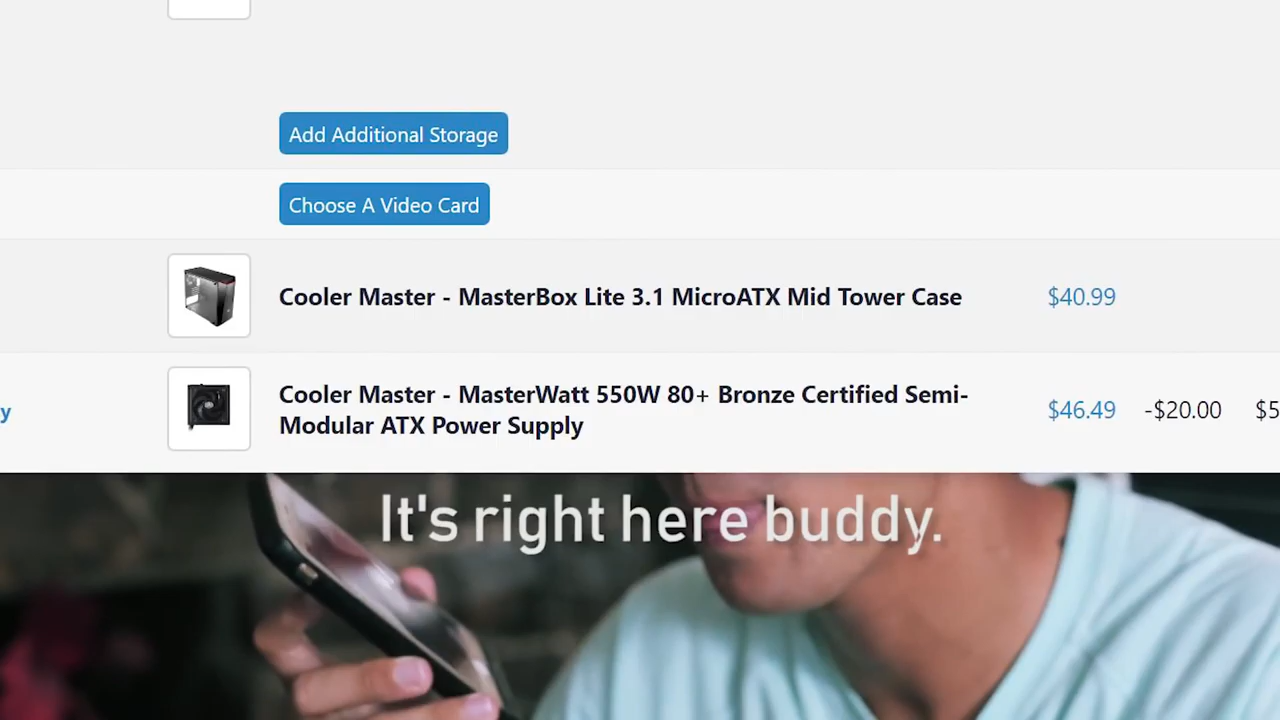 Add Additional Storage
Choose A Video Card
Cooler Master - MasterBox Lite 3.1 MicroATX Mid Tower Case
$40.99
Cooler Master - MasterWatt 550W 80+ Bronze Certified Semi-
Modular ATX Power Supply
y
$46.49 -$20.00 $5
It's right here buddy.